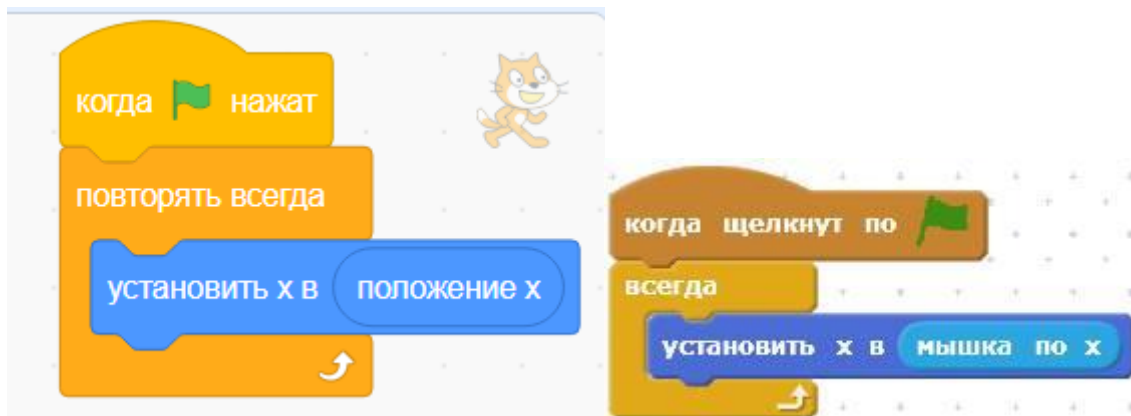 когда нажат
повторять всегда
установить x в положение x
когда щелкнут по
всегда
установить x в мышка по x